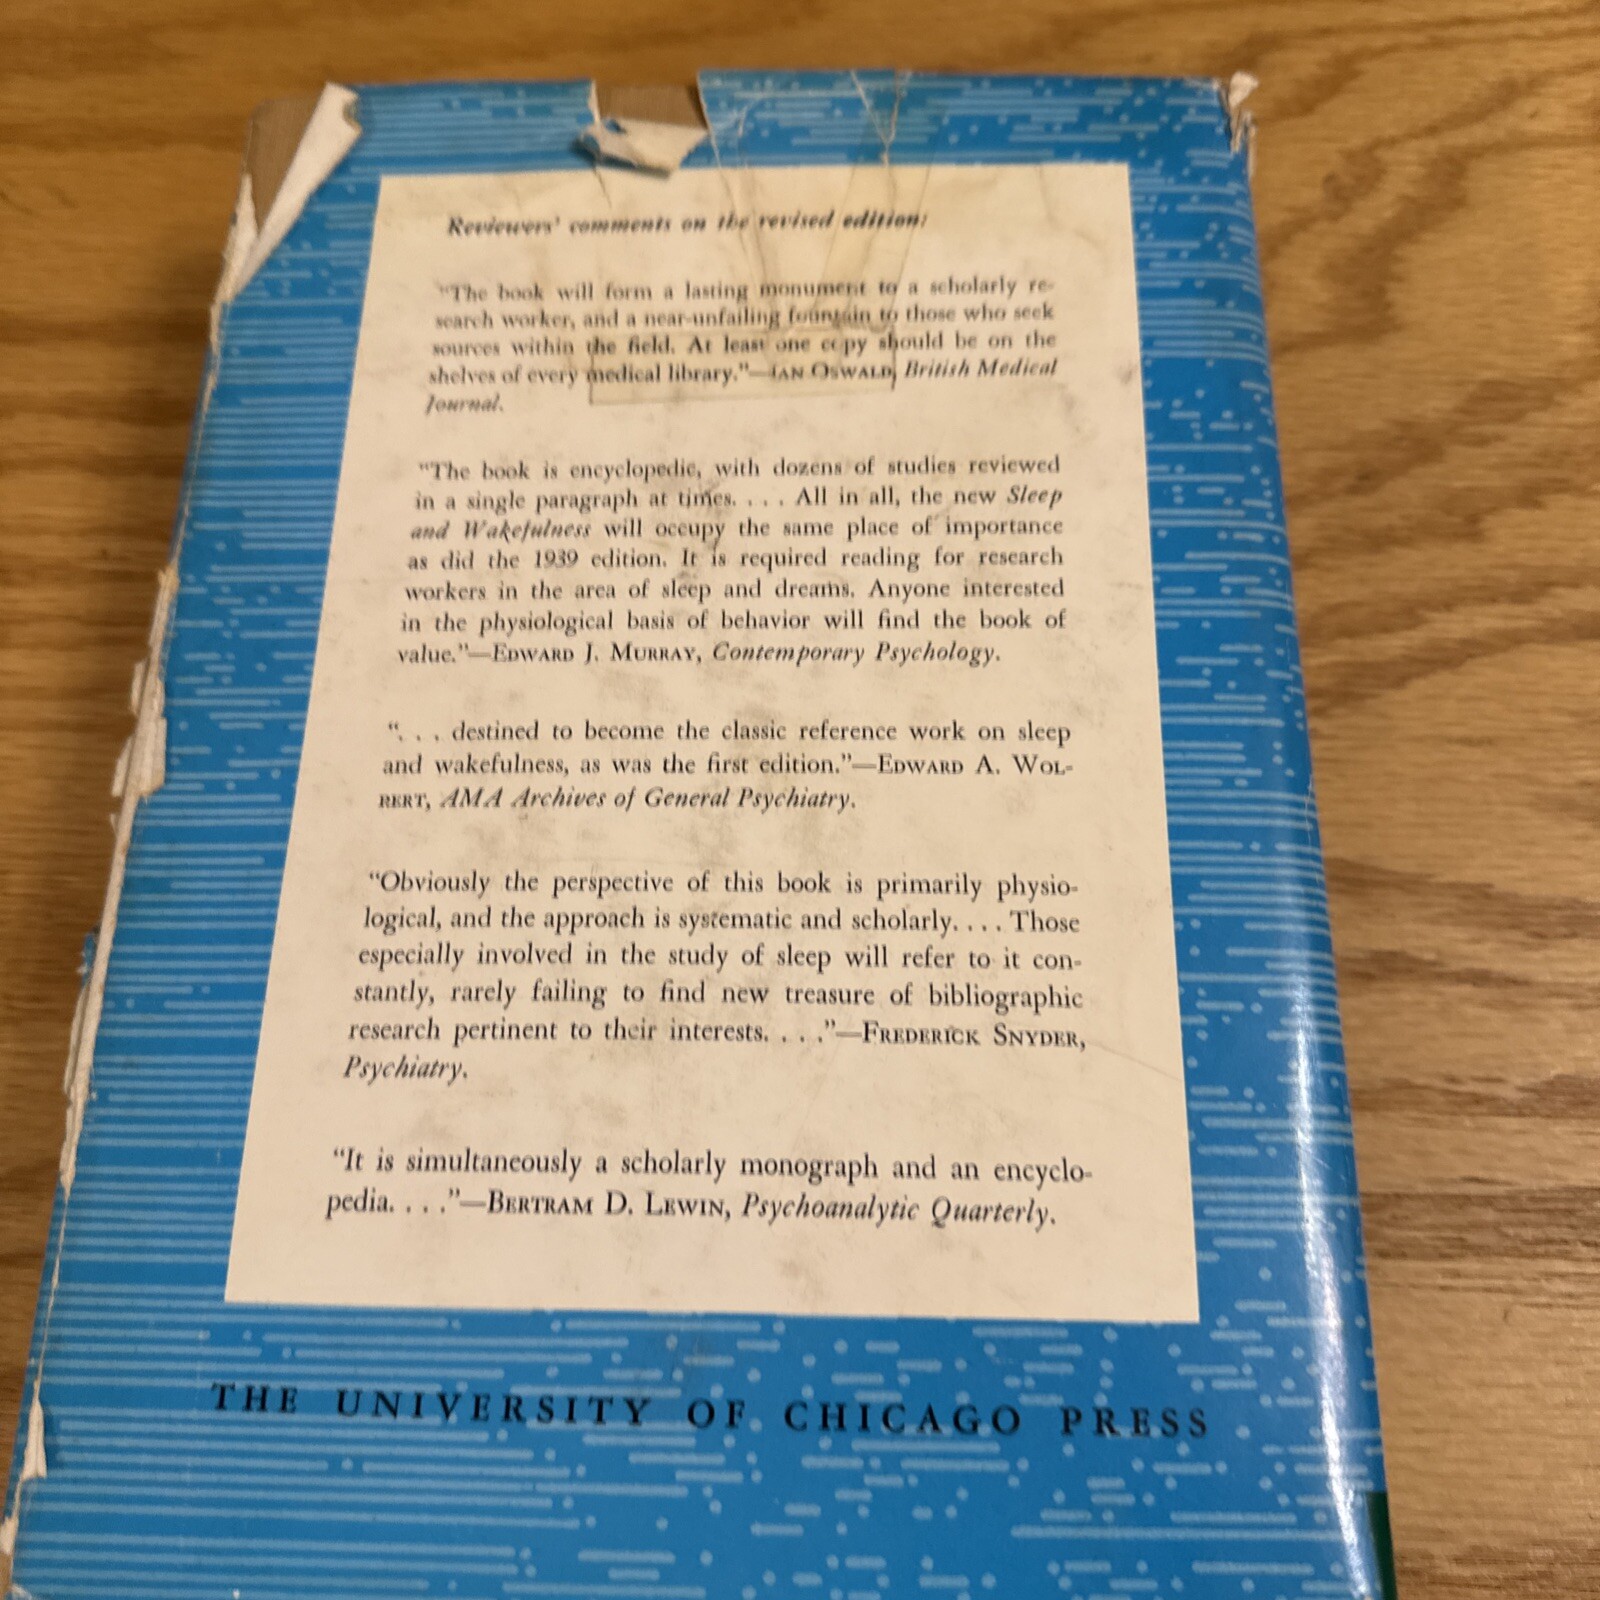 Reviewers' comments on the revised edition:
"The book will form a lasting monument to a scholarly re-
search worker, and a near-unfailing fountain to those who seek
sources within the field. At least one copy should be on the
shelves of every medical library."—IAN OSWALD, British Medical
Journal.
"The book is encyclopedic, with dozens of studies reviewed
in a single paragraph at times. . . . All in all, the new Sleep
and Wakefulness will occupy the same place of importance
as did the 1939 edition. It is required reading for research
workers in the area of sleep and dreams. Anyone interested
in the physiological basis of behavior will find the book of
value."—EDWARD J. MURRAY, Contemporary Psychology.
". . . destined to become the classic reference work on sleep
and wakefulness, as was the first edition."—EDWARD A. WOL-
PERT, AMA Archives of General Psychiatry.
"Obviously the perspective of this book is primarily physio-
logical, and the approach is systematic and scholarly. . . . Those
especially involved in the study of sleep will refer to it con-
stantly, rarely failing to find new treasure of bibliographic
research pertinent to their interests. . . ."—FREDERICK SNYDER,
Psychiatry.
"It is simultaneously a scholarly monograph and an encyclo-
pedia. . . ."—BERTRAM D. LEWIN, Psychoanalytic Quarterly.
THE UNIVERSITY OF CHICAGO PRESS